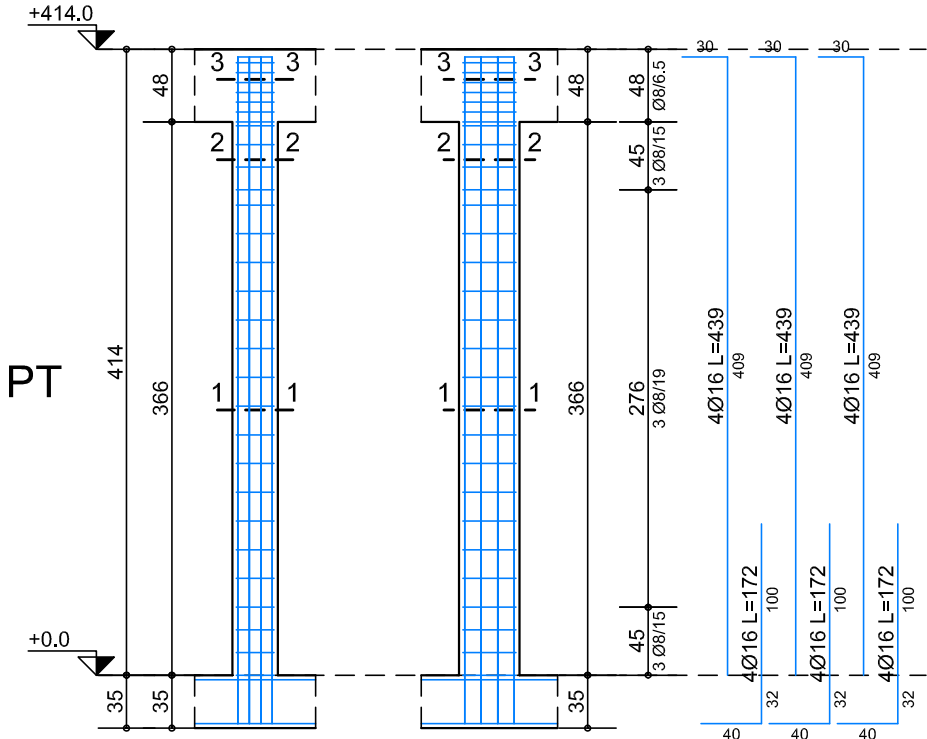 +414.0
30 30 30
3 3 3 3
48 48 48 Ø8/6.5
2 2 2 2
45 3 Ø8/15
4Ø16 L=439 409 4Ø16 L=439 409 4Ø16 L=439 409
PT
414 366 366 276 3 Ø8/19
1 1 1 1
4Ø16 L=172 100 4Ø16 L=172 100 4Ø16 L=172 100
+0.0
45 3 Ø8/15
35 35 35
32 32 32
40 40 40